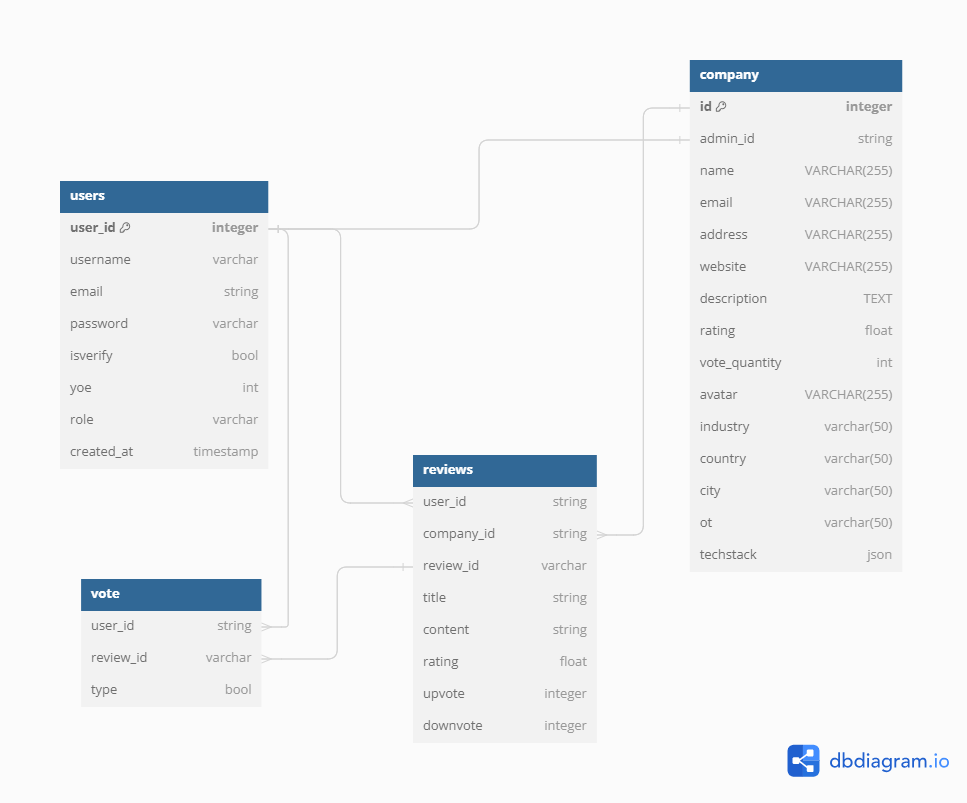 company
id integer
admin_id string
name VARCHAR(255)
email VARCHAR(255)
address VARCHAR(255)
website VARCHAR(255)
description TEXT
rating float
vote_quantity int
avatar VARCHAR(255)
industry varchar(50)
country varchar(50)
city varchar(50)
ot varchar(50)
techstack json
users
user_id integer
username varchar
email string
password varchar
isverify bool
yoe int
role varchar
created_at timestamp
reviews
user_id string
company_id string
review_id varchar
title string
content string
rating float
upvote integer
downvote integer
vote
user_id string
review_id varchar
type bool
dbdiagram.io